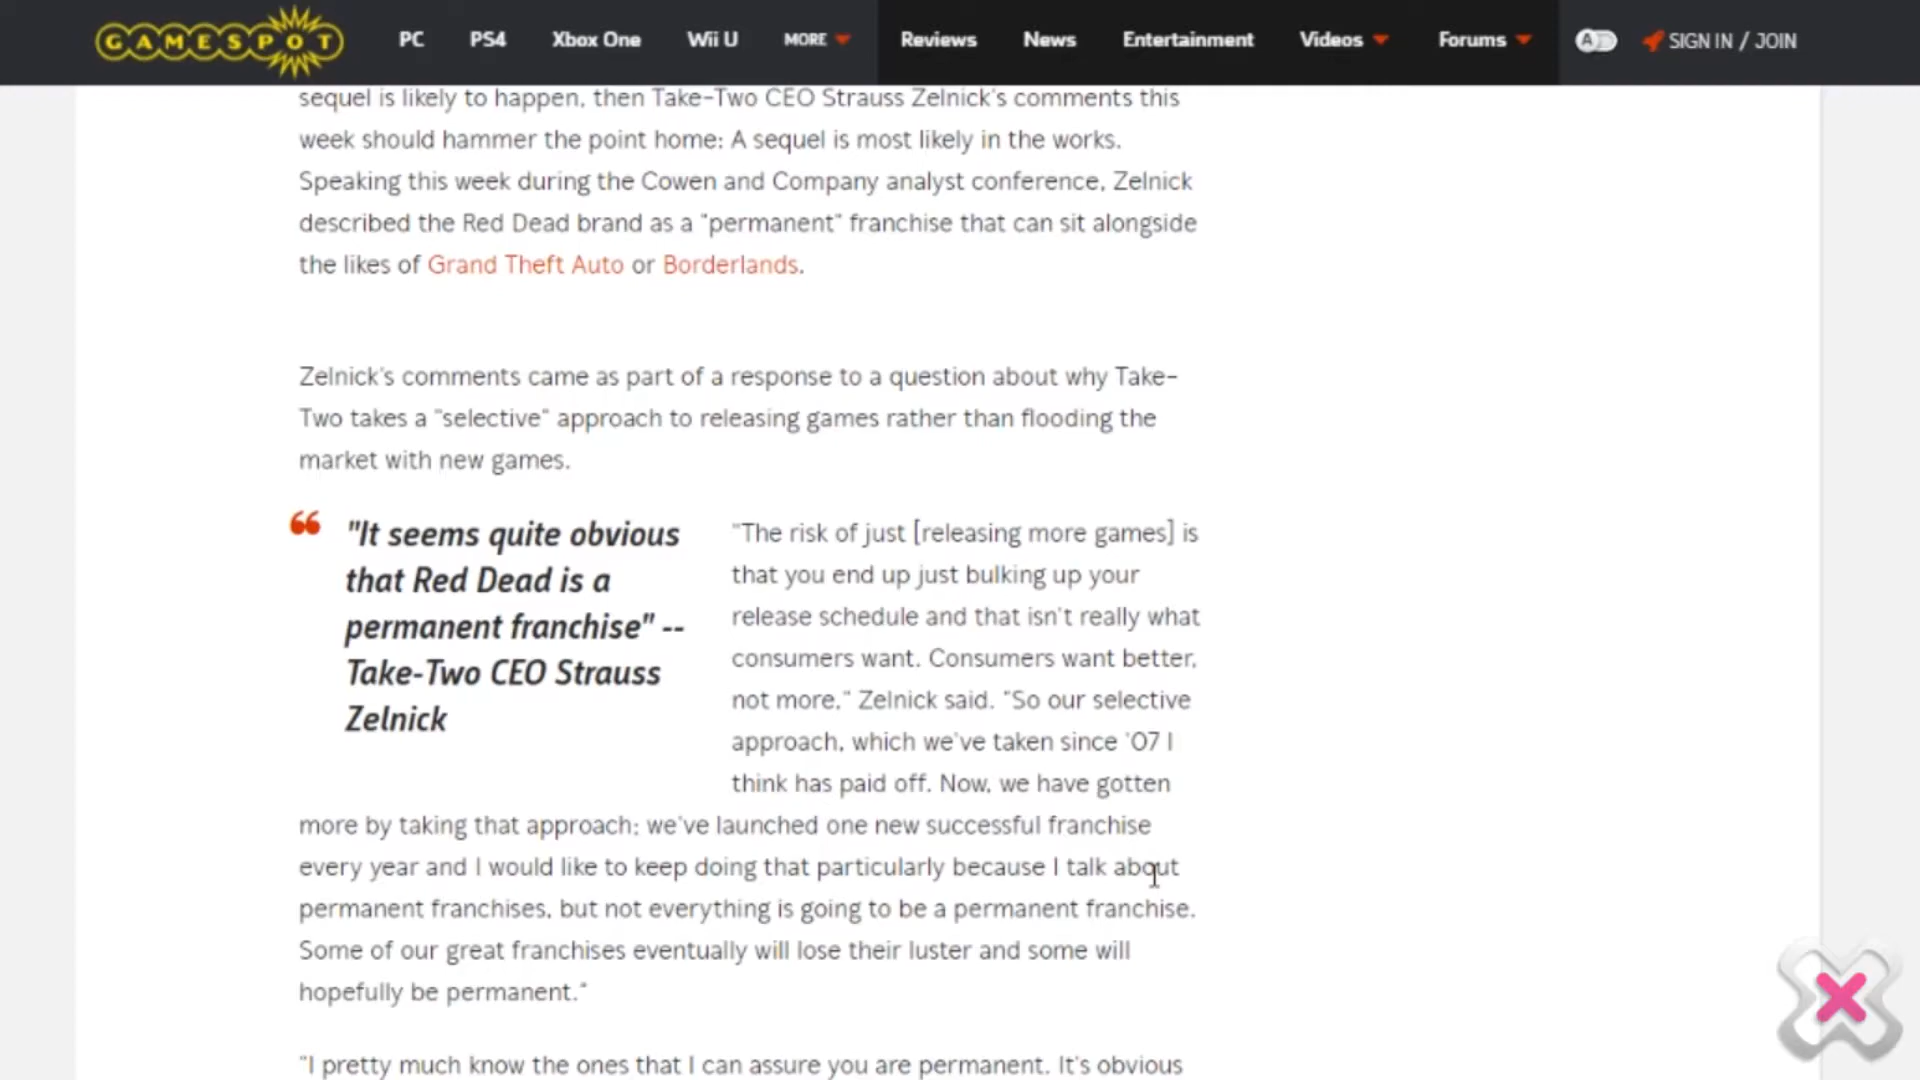 GAMESPOT PC PS4 Xbox One Wii U MORE Reviews News Entertainment Videos Forums A SIGN IN / JOIN
sequel is likely to happen, then Take-Two CEO Strauss Zelnick's comments this
week should hammer the point home: A sequel is most likely in the works.
Speaking this week during the Cowen and Company analyst conference, Zelnick
described the Red Dead brand as a "permanent" franchise that can sit alongside
the likes of Grand Theft Auto or Borderlands.
Zelnick's comments came as part of a response to a question about why Take-
Two takes a "selective" approach to releasing games rather than flooding the
market with new games.
"It seems quite obvious
that Red Dead is a
permanent franchise" --
Take-Two CEO Strauss
Zelnick
"The risk of just [releasing more games] is
that you end up just bulking up your
release schedule and that isn't really what
consumers want. Consumers want better,
not more," Zelnick said. "So our selective
approach, which we've taken since '07 I
think has paid off. Now, we have gotten
more by taking that approach; we've launched one new successful franchise
every year and I would like to keep doing that particularly because I talk about
permanent franchises, but not everything is going to be a permanent franchise.
Some of our great franchises eventually will lose their luster and some will
hopefully be permanent."
"I pretty much know the ones that I can assure you are permanent. It's obvious